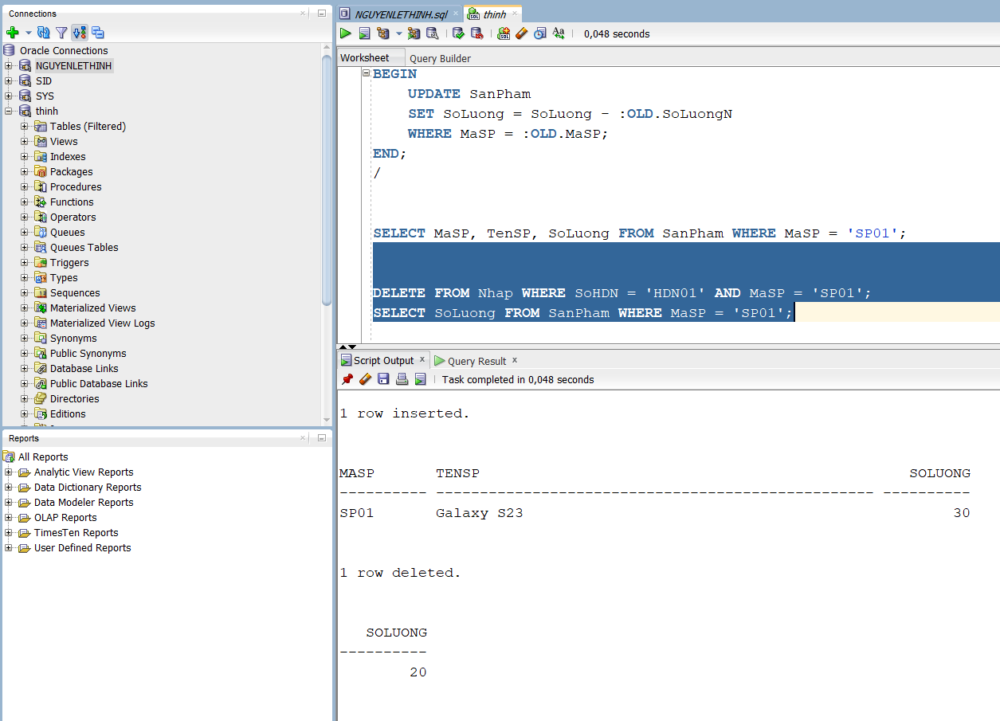 Connections
Oracle Connections
NGUYENLETHINH
SID
SYS
thinh
Tables (Filtered)
Views
Indexes
Packages
Procedures
Functions
Operators
Queues
Queues Tables
Triggers
Types
Sequences
Materialized Views
Materialized View Logs
Synonyms
Public Synonyms
Database Links
Public Database Links
Directories
Editions
Reports
All Reports
Analytic View Reports
Data Dictionary Reports
Data Modeler Reports
OLAP Reports
TimesTen Reports
User Defined Reports
NGUYENLETHINH.sql thinh
0,048 seconds
Worksheet Query Builder
BEGIN
UPDATE SanPham
SET SoLuong = SoLuong - :OLD.SoLuongN
WHERE MaSP = :OLD.MaSP;
END;
/
SELECT MaSP, TenSP, SoLuong FROM SanPham WHERE MaSP = 'SP01';
DELETE FROM Nhap WHERE SoHDN = 'HDN01' AND MaSP = 'SP01';
SELECT SoLuong FROM SanPham WHERE MaSP = 'SP01';
Script Output Query Result
Task completed in 0,048 seconds
1 row inserted.
MASP TENSP SOLUONG
---------- -------------------------------------------------- ----------
SP01 Galaxy S23 30
1 row deleted.
SOLUONG
----------
20